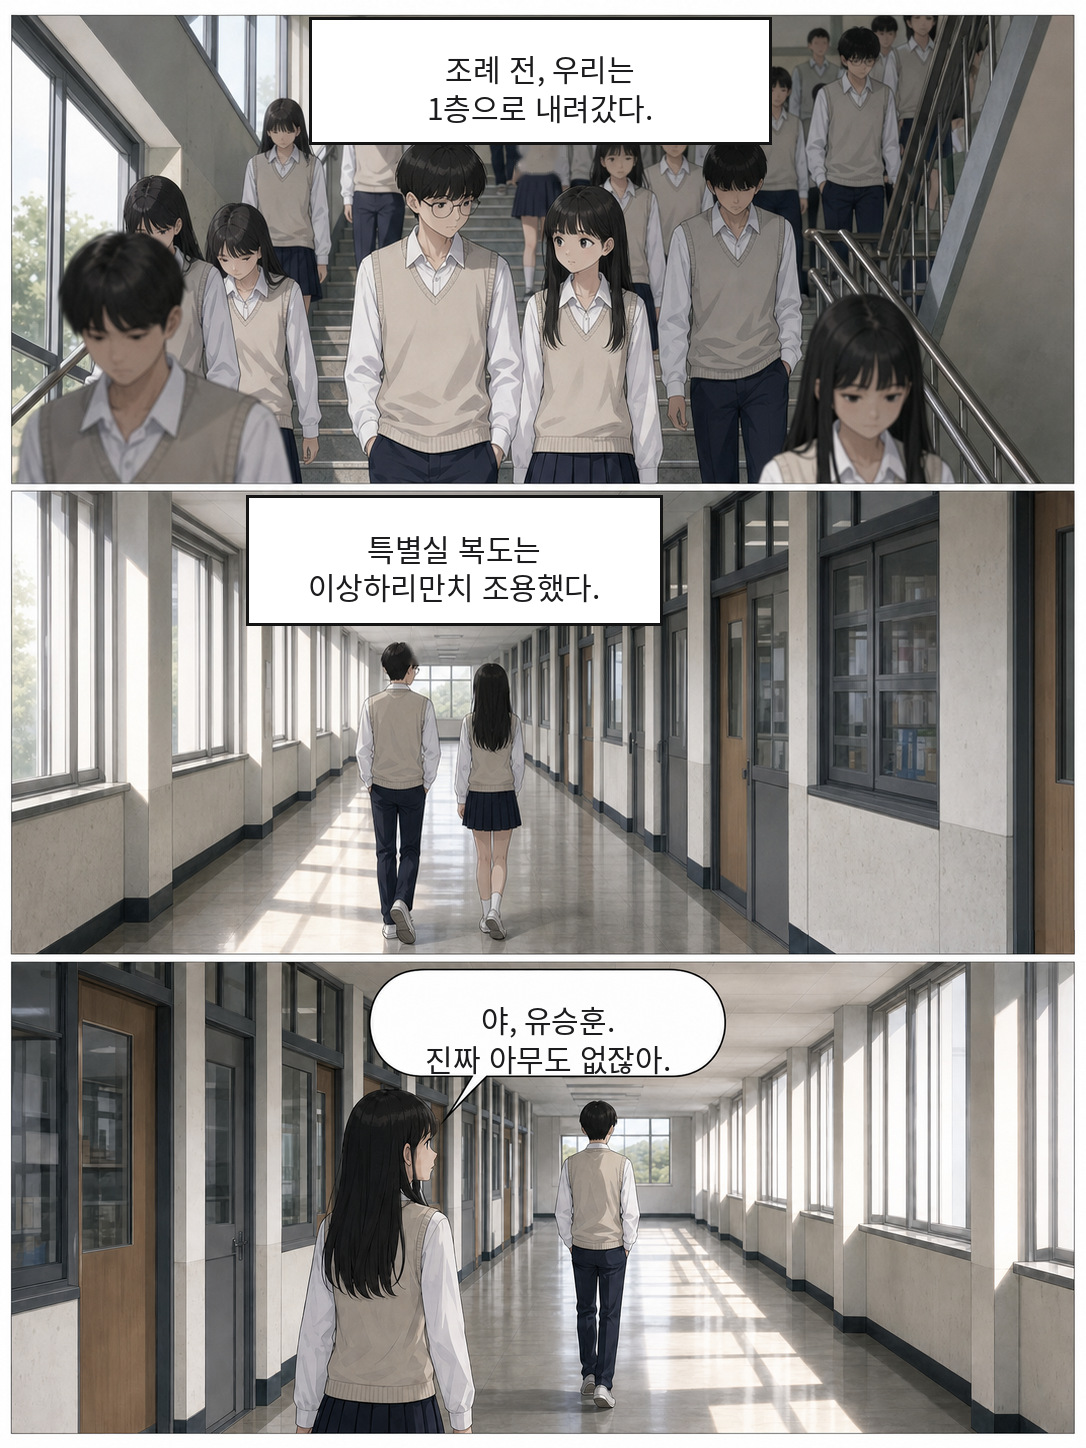 조례 전, 우리는
1층으로 내려갔다.
특별실 복도는
이상하리만치 조용했다.
야, 유승훈.
진짜 아무도 없잖아.